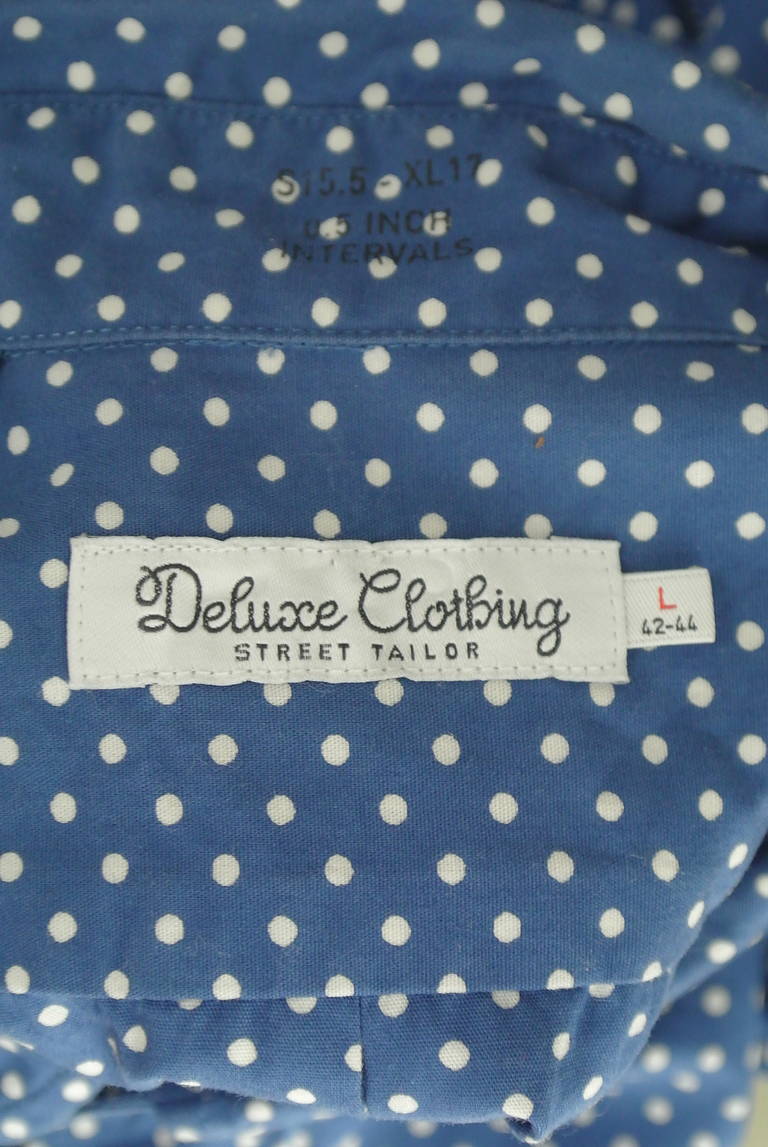 S15.5 - XL17
0.5 INCH
INTERVALS
Deluxe Clothing
STREET TAILOR
L
42-44